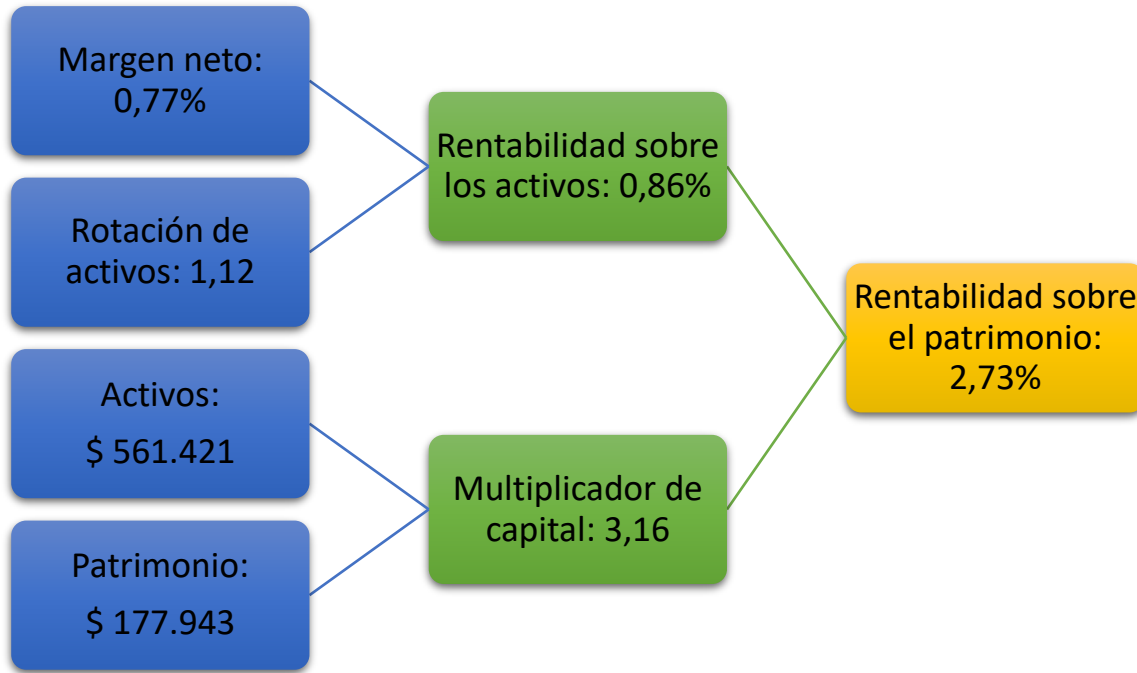 Margen neto:
0,77%
Rotación de
activos: 1,12
Activos:
$ 561.421
Patrimonio:
$ 177.943
Rentabilidad sobre
los activos: 0,86%
Multiplicador de
capital: 3,16
Rentabilidad sobre
el patrimonio:
2,73%